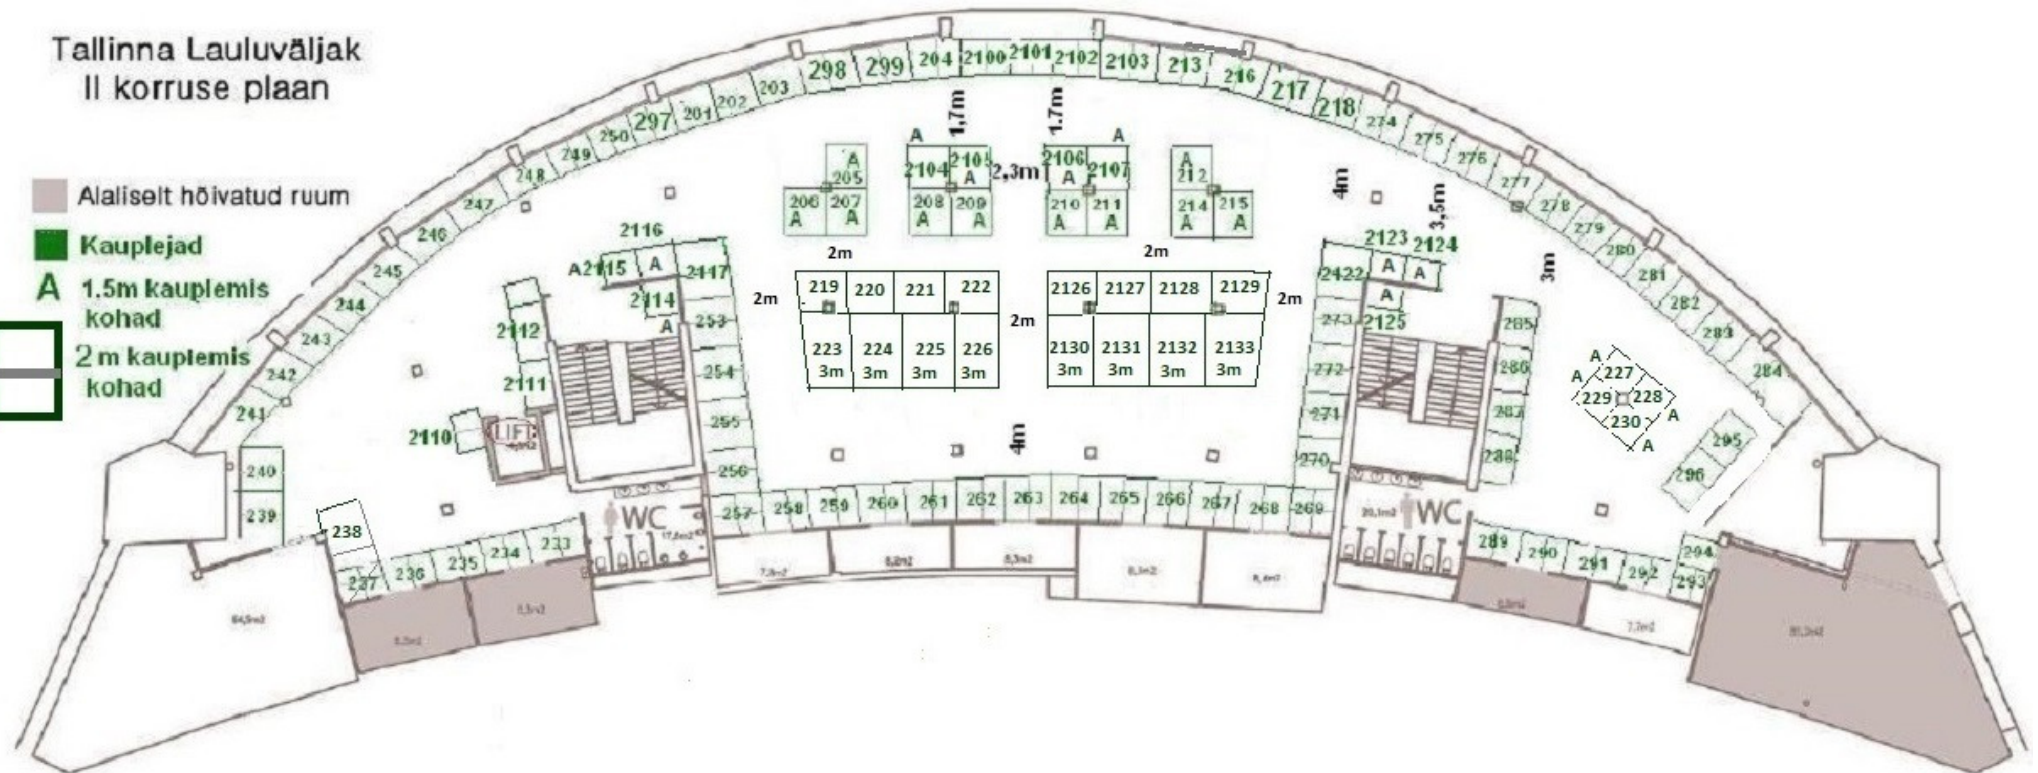 Tallinna Lauluväljak
II korruse plaan
Alaliselt hõivatud ruum
Kauplejad
A 1.5m kauplemis
kohad
2 m kauplemis
kohad
241 242 243 244 245 246 247 248 249 250 297 201 202 203 298 299 204 2100 2101 2102 2103 213 216 217 218 274 275 276 277 278 279 280 281 282 283 284
1,7m 1.7m
A A
A 205
2104 2105 A
2,3m
2106 A 2107
A 212
206 207
A A
208 209
A A
210 211
A A
214 215
A A
4m 3,5m 3m
2m 2m
2116
A 2115 A 2117
2114
A
253
254
255
256
2112
2111
2110
LIFT
2m
219 220 221 222
223 224 225 226
3m 3m 3m 3m
2m
2126 2127 2128 2129
2130 2131 2132 2133
3m 3m 3m 3m
2m
4m
2123 2124
2122 A A
A
2125
273
272
271
270
285
286
287
288
A 227
A 229 228 A
230 A
295
296
240
239
238
237 236 235 234 233
WC
257 258 259 260 261 262 263 264 265 266 267 268 269
20,1m2 WC
289 290 291 292 293 294